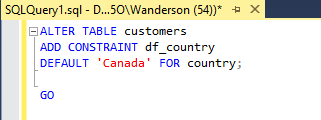 SQLQuery1.sql - D...5O\Wanderson (54))*
ALTER TABLE customers
ADD CONSTRAINT df_country
DEFAULT 'Canada' FOR country;
GO